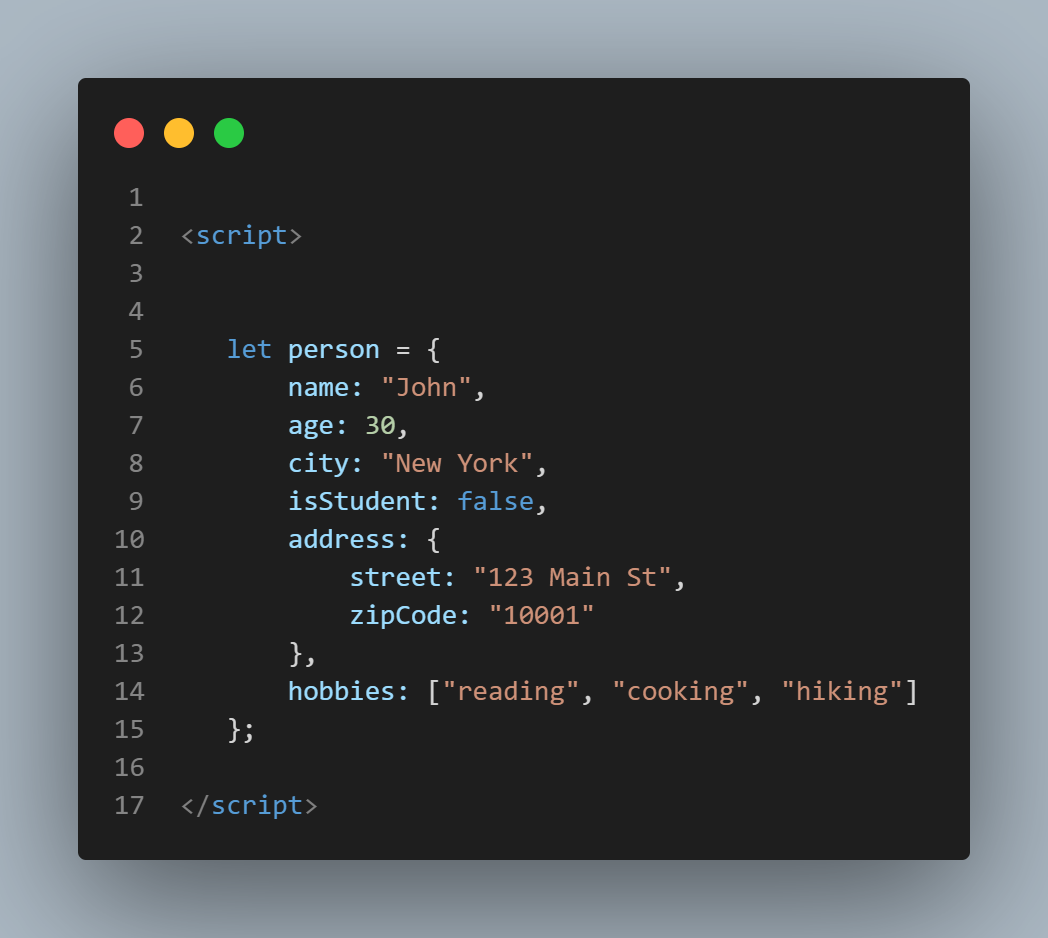 1
2 <script>
3
4
5 let person = {
6 name: "John",
7 age: 30,
8 city: "New York",
9 isStudent: false,
10 address: {
11 street: "123 Main St",
12 zipCode: "10001"
13 },
14 hobbies: ["reading", "cooking", "hiking"]
15 };
16
17 </script>